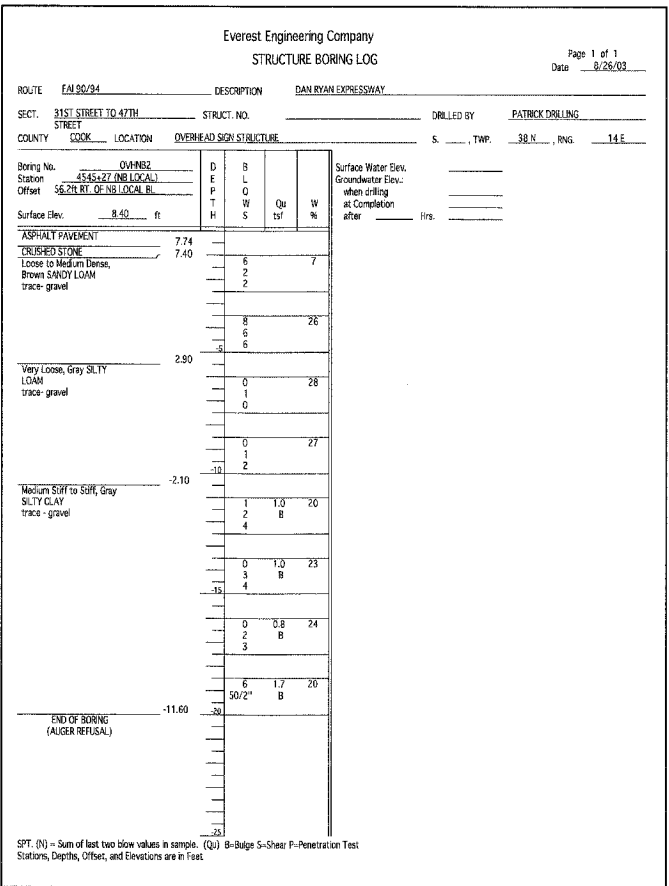 Everest Engineering Company
STRUCTURE BORING LOG
Page 1 of 1
Date 8/26/03
ROUTE FAI 90/94 DESCRIPTION DAN RYAN EXPRESSWAY
SECT. 31ST STREET TO 47TH STREET STRUCT. NO. DRILLED BY PATRICK DRILLING
COUNTY COOK LOCATION OVERHEAD SIGN STRUCTURE S. , TWP. 38 N , RNG. 14 E
Boring No. OVHNB2
Station 4545+27 (NB LOCAL)
Offset 56.2ft RT. OF NB LOCAL BL
Surface Elev. 8.40 ft
DEPTH
BLOWS
Qu tsf
W %
Surface Water Elev.
Groundwater Elev.:
when drilling
at Completion
after Hrs.
ASPHALT PAVEMENT 7.74
CRUSHED STONE 7.40
Loose to Medium Dense, 6 7
Brown SANDY LOAM 2
trace- gravel 2
8 26
6
-5 6
2.90
Very Loose, Gray SILTY
LOAM 0 28
trace- gravel 1
0
0 27
1
-10 2
-2.10
Medium Stiff to Stiff, Gray
SILTY CLAY 1 1.0 20
trace - gravel 2 B
4
0 1.0 23
3 B
-15 4
0 0.8 24
2 B
3
6 1.7 20
50/2" B
-11.60 -20
END OF BORING
(AUGER REFUSAL)
-25
SPT. (N) = Sum of last two blow values in sample. (Qu) B=Bulge S=Shear P=Penetration Test
Stations, Depths, Offset, and Elevations are in Feet